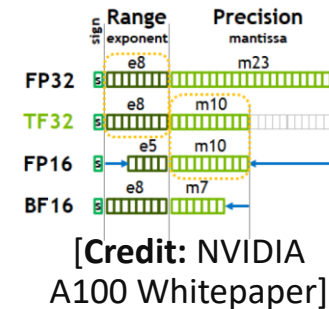 sign
Range Precision
exponent mantissa
e8 m23
FP32 s
e8 m10
TF32 s
e5 m10
FP16 s
e8 m7
BF16 s
[Credit: NVIDIA
A100 Whitepaper]